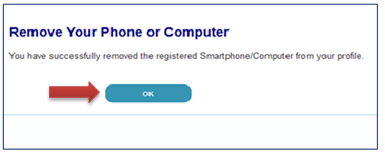 Remove Your Phone or Computer
You have successfully removed the registered Smartphone/Computer from your profile.
OK